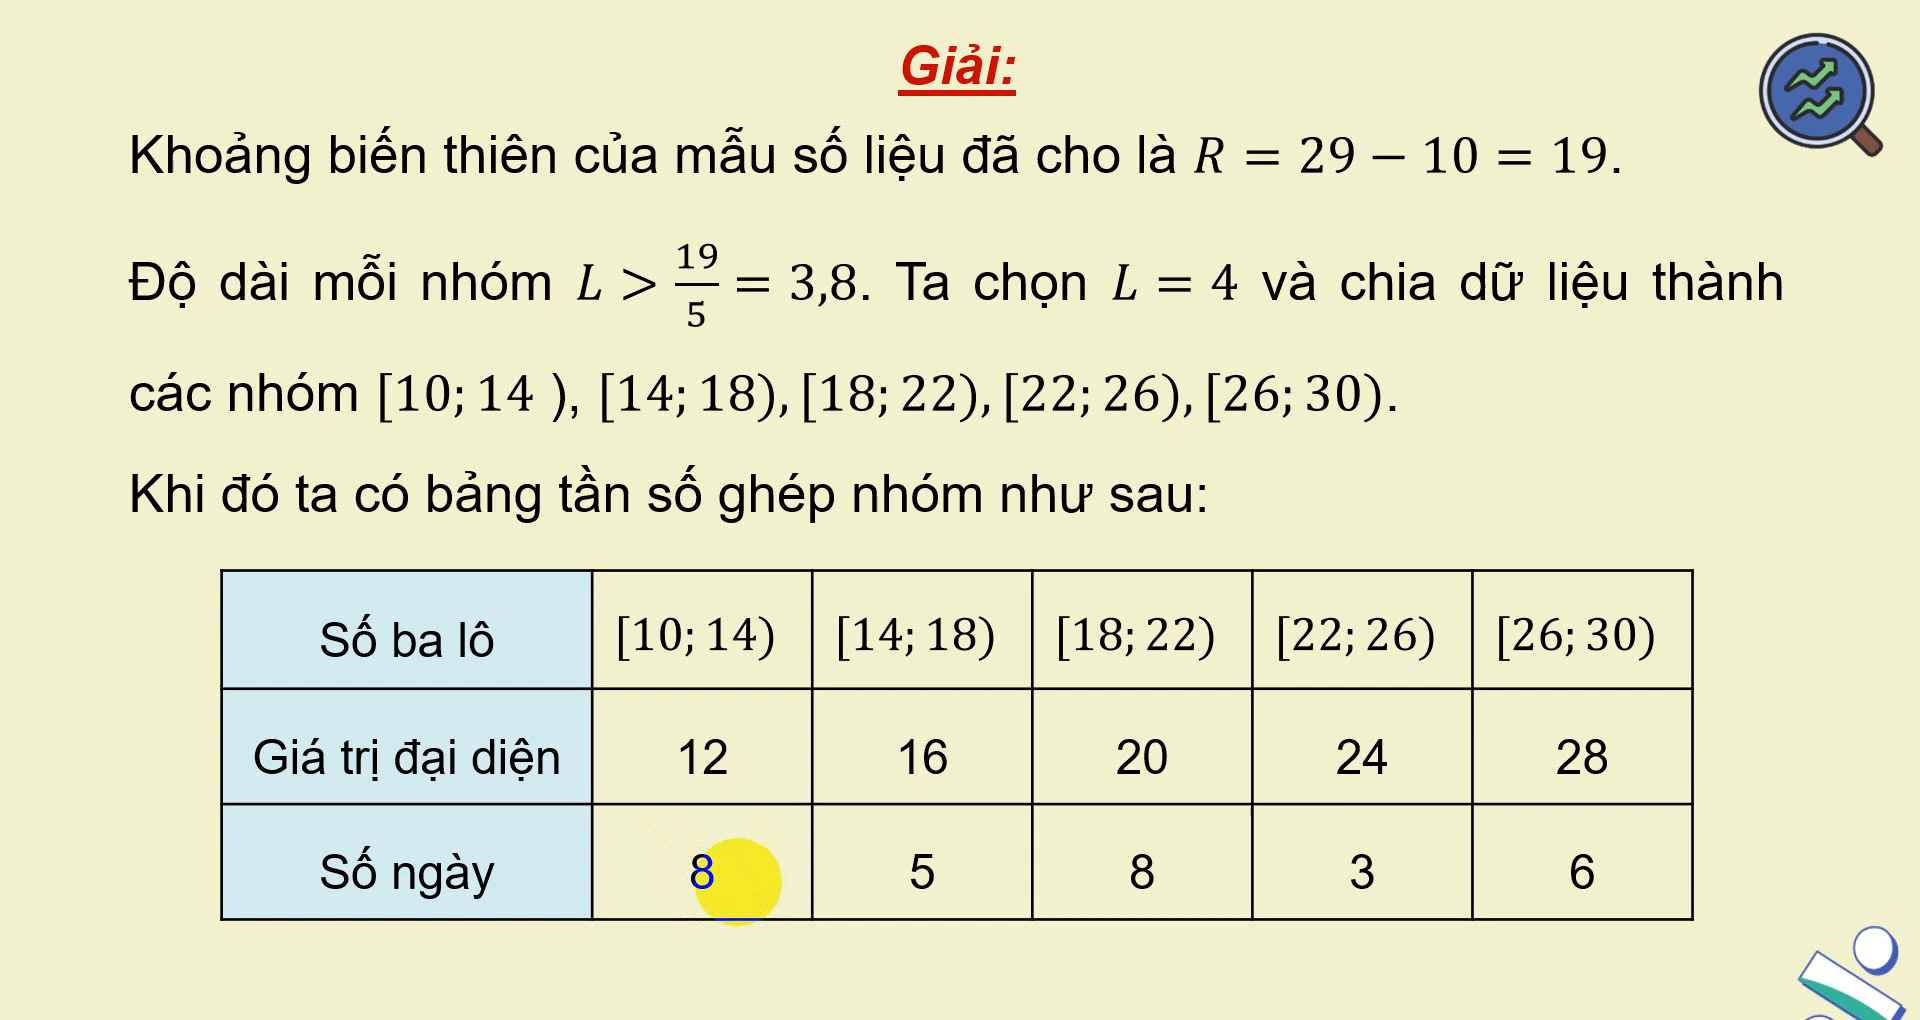 Giải:
Khoảng biến thiên của mẫu số liệu đã cho là R = 29 − 10 = 19.
Độ dài mỗi nhóm L > 19/5 = 3,8. Ta chọn L = 4 và chia dữ liệu thành
các nhóm [10; 14 ), [14; 18), [18; 22), [22; 26), [26; 30).
Khi đó ta có bảng tần số ghép nhóm như sau:
Số ba lô [10; 14) [14; 18) [18; 22) [22; 26) [26; 30)
Giá trị đại diện 12 16 20 24 28
Số ngày 8 5 8 3 6